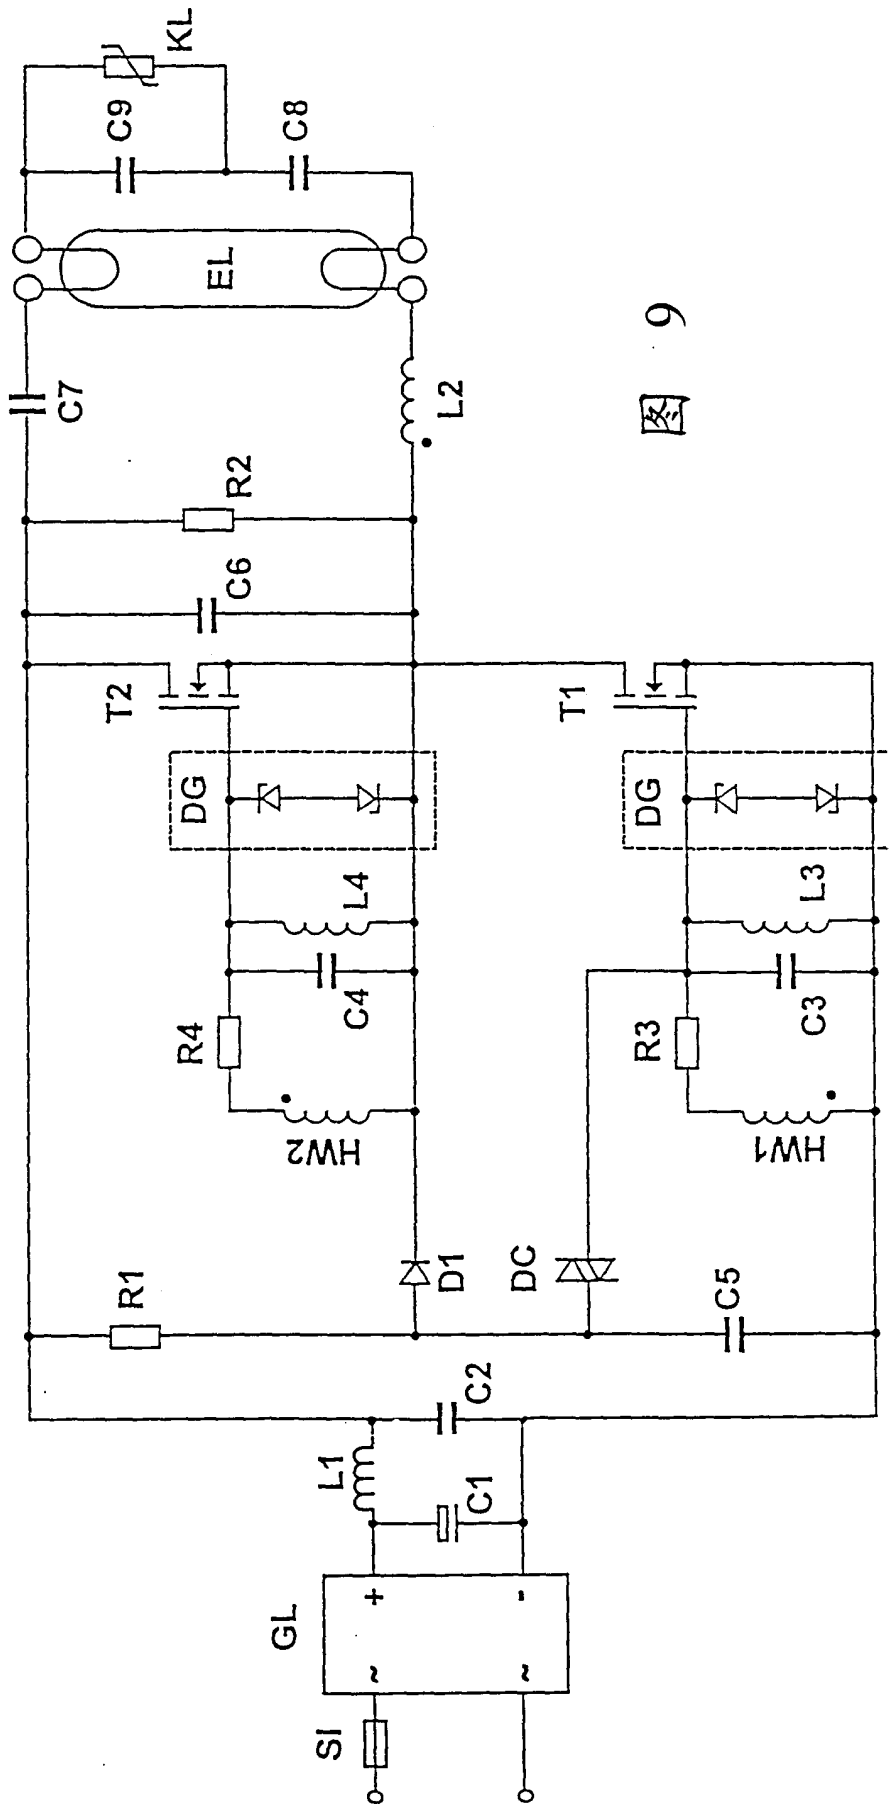 KL
C9
C8
EL
C7
L2
R2
C6
T2
T1
DG
DG
L4
C4
R4
L3
C3
R3
HW2
HW1
R1
D1
DC
C5
C2
L1
C1
GL
+
-
~
~
SI
图 9